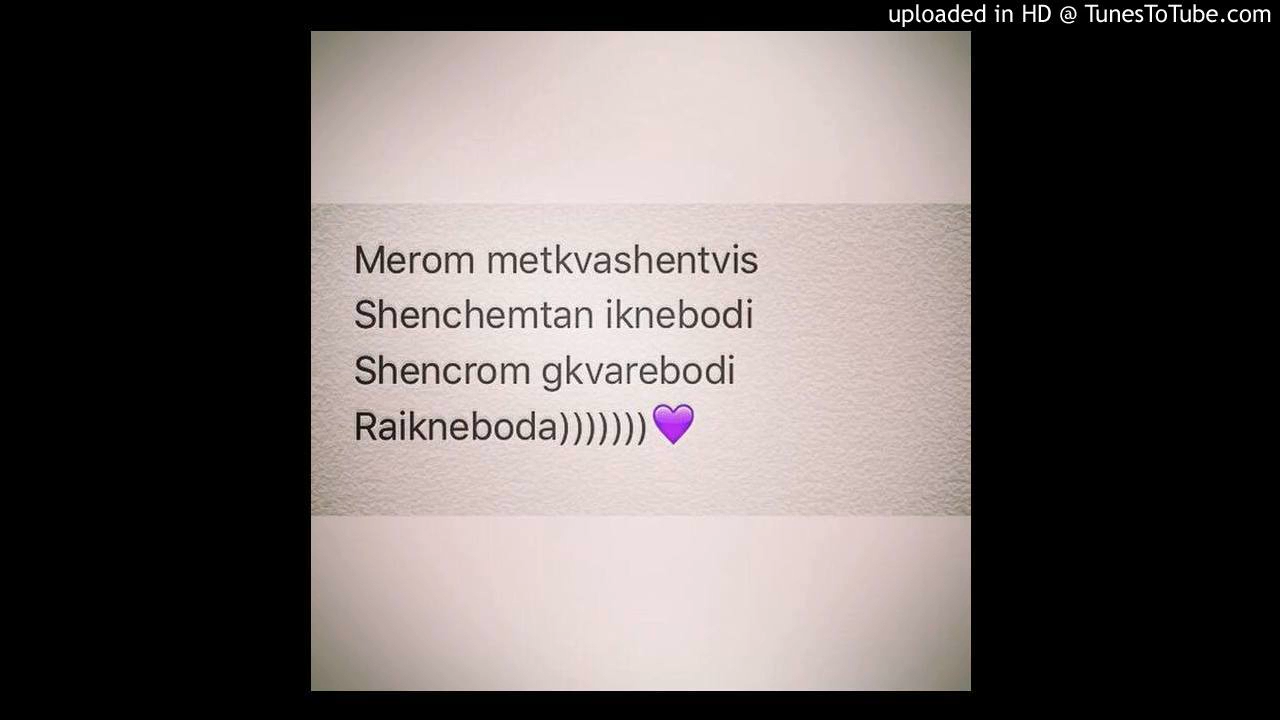 uploaded in HD @ TunesToTube.com
Merom metkvashentvis
Shenchemtan iknebodi
Shencrom gkvarebodi
Raikneboda)))))))💜